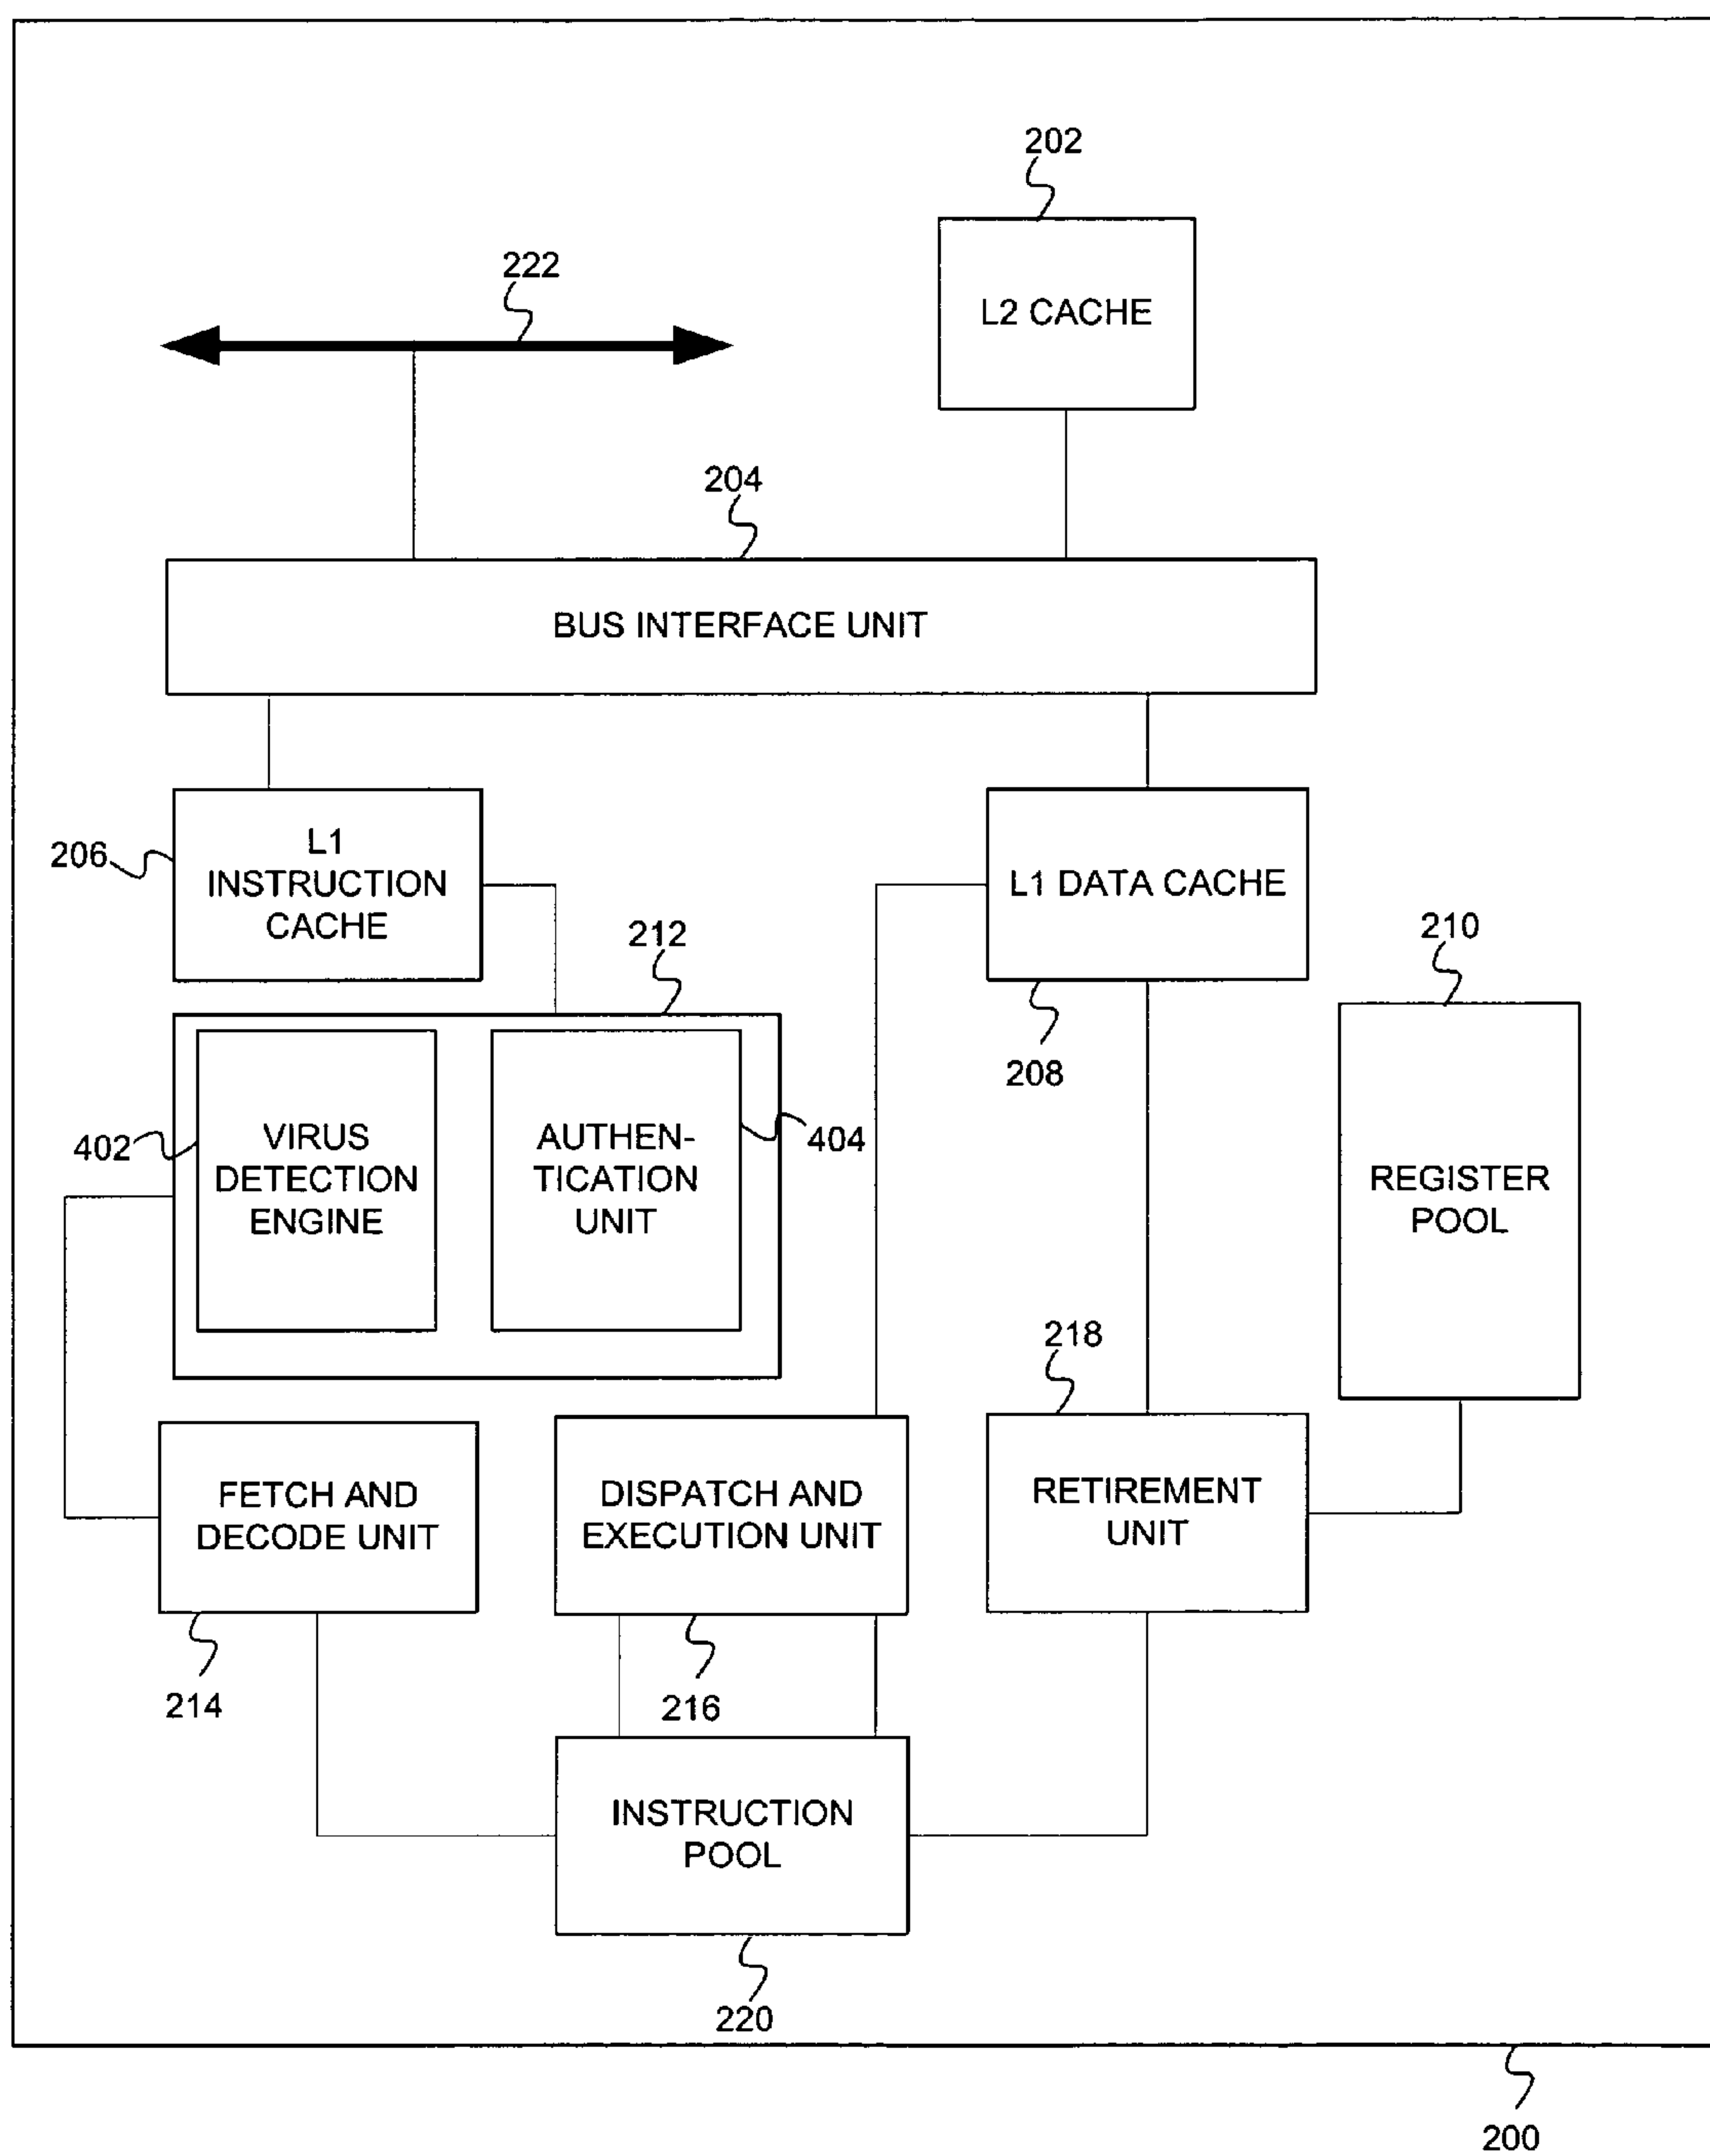 202
222
L2 CACHE
204
BUS INTERFACE UNIT
206
L1
INSTRUCTION
CACHE
L1 DATA CACHE
212
210
208
402
VIRUS
DETECTION
ENGINE
AUTHEN-
TICATION
UNIT
404
REGISTER
POOL
218
FETCH AND
DECODE UNIT
DISPATCH AND
EXECUTION UNIT
RETIREMENT
UNIT
214
216
INSTRUCTION
POOL
220
200